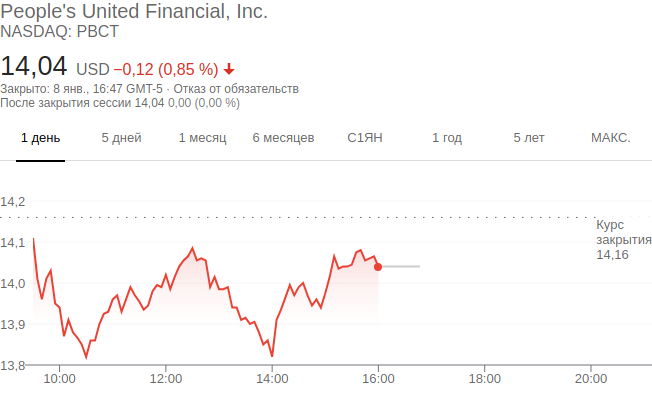 People's United Financial, Inc.
NASDAQ: PBCT
14,04 USD −0,12 (0,85 %)
Закрыто: 8 янв., 16:47 GMT-5 · Отказ от обязательств
После закрытия сессии 14,04 0,00 (0,00 %)
1 день 5 дней 1 месяц 6 месяцев С1ЯН 1 год 5 лет МАКС.
14,2
Курс
закрытия
14,16
14,1
14,0
13,9
13,8
10:00 12:00 14:00 16:00 18:00 20:00